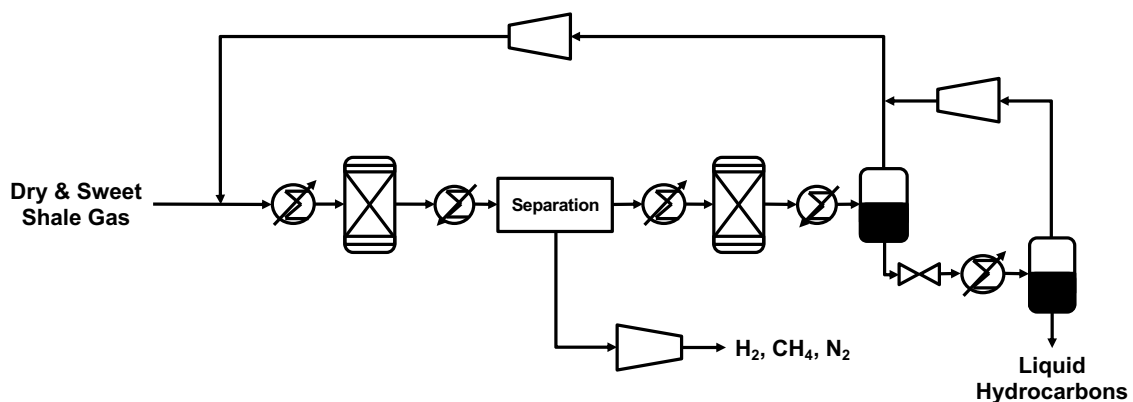 Dry & Sweet
Shale Gas
Separation
H₂, CH₄, N₂
Liquid
Hydrocarbons